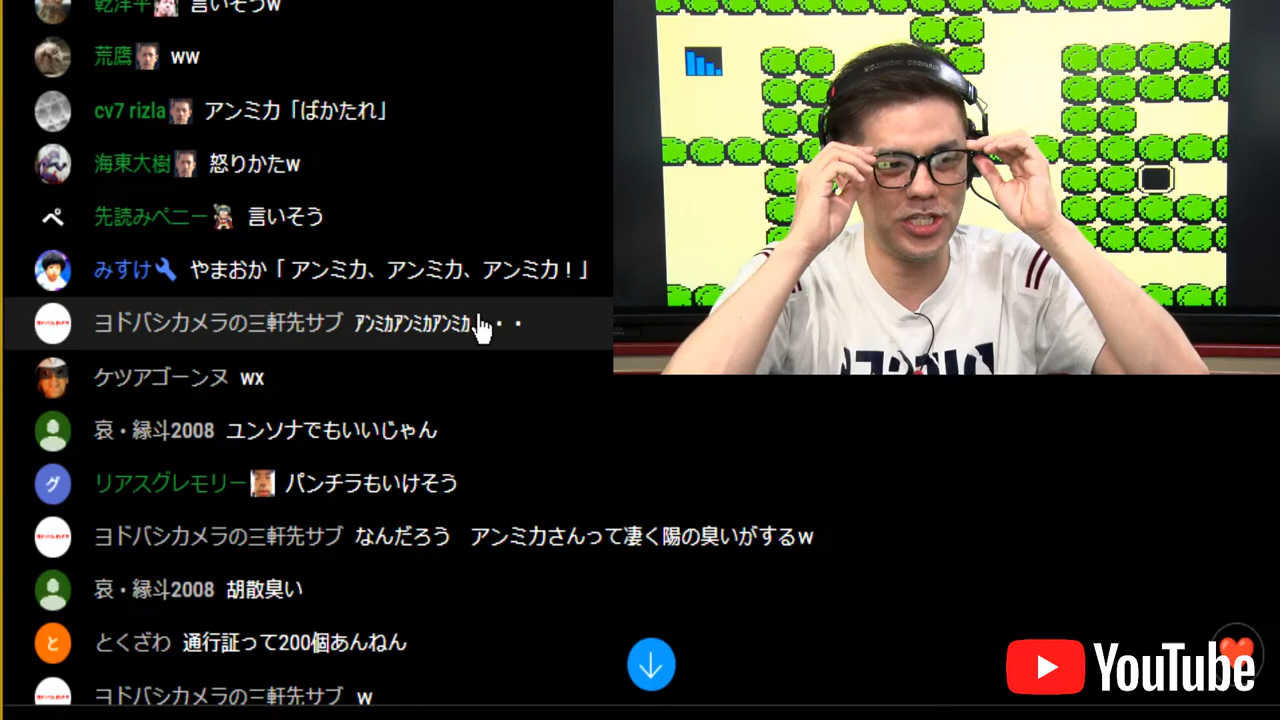 乾洋平 言いそうw
荒鷹 ww
cv7 rizla アンミカ「ばかたれ」
海東大樹 怒りかたw
ペ 先読みペニー 言いそう
みすけ やまおか「 アンミカ、アンミカ、アンミカ！」
ヨドバシカメラの三軒先サブ ｱﾝﾐｶｱﾝﾐｶｱﾝﾐｶ・・
ケツアゴーンヌ wx
哀・縁斗2008 ユンソナでもいいじゃん
グ リアスグレモリー パンチラもいけそう
ヨドバシカメラの三軒先サブ なんだろう　アンミカさんって凄く陽の臭いがするw
哀・縁斗2008 胡散臭い
と とくざわ 通行証って200個あんねん
ヨドバシカメラの三軒先サブ w
YouTube